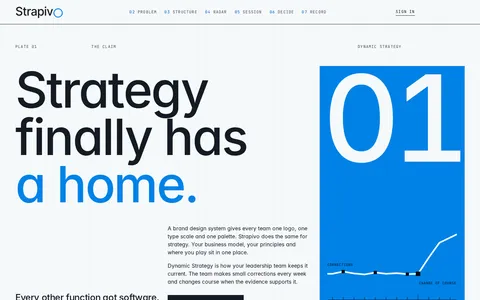 Strapivo
03 PROBLEM 03 STRUCTURE 04 RADAR 05 DESIGN 06 DECIDE 07 RECORD
SIGN IN
PLATE 01
THE CLAIM
DYNAMIC STRATEGY
Strategy
finally has
a home.
01
A brand design system gives every team one logo, one
type scale and one palette. Strapivo does the same for
strategy. Your business model, your principles and
where you play sit in one place.
Dynamic Strategy is how your leadership team keeps it
current. The team makes small corrections every week
and changes course when the evidence supports it.
CORRECTIONS
CHANGE OF COURSE
Every other function got software.